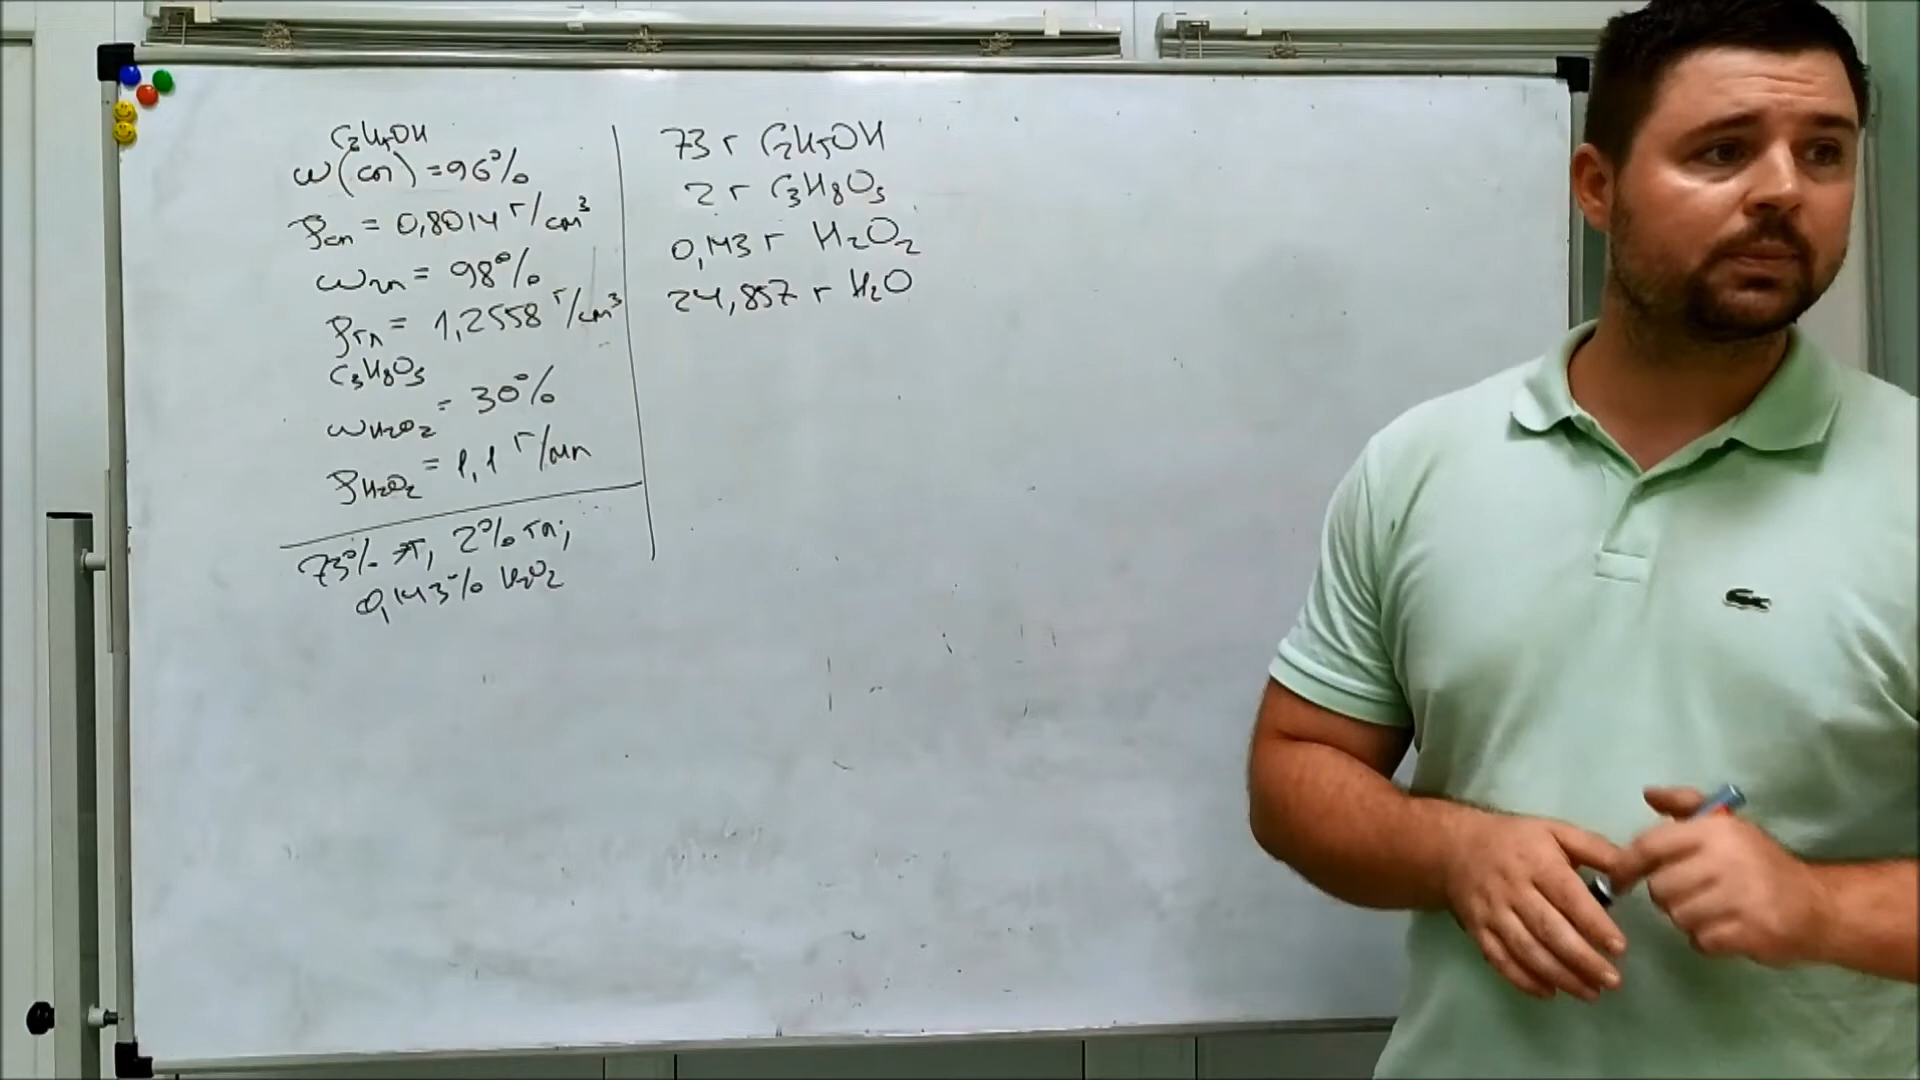 C₂H₅OH
ω(сп) = 96%
ρсп = 0,8014 г/см³
ωгл = 98%
ρгл = 1,2558 г/см³
C₃H₈O₃
ωH₂O₂ = 30%
ρH₂O₂ = 1,1 г/мл
73% эт, 2% гл;
0,143% H₂O₂
73 г C₂H₅OH
2 г C₃H₈O₃
0,143 г H₂O₂
24,857 г H₂O